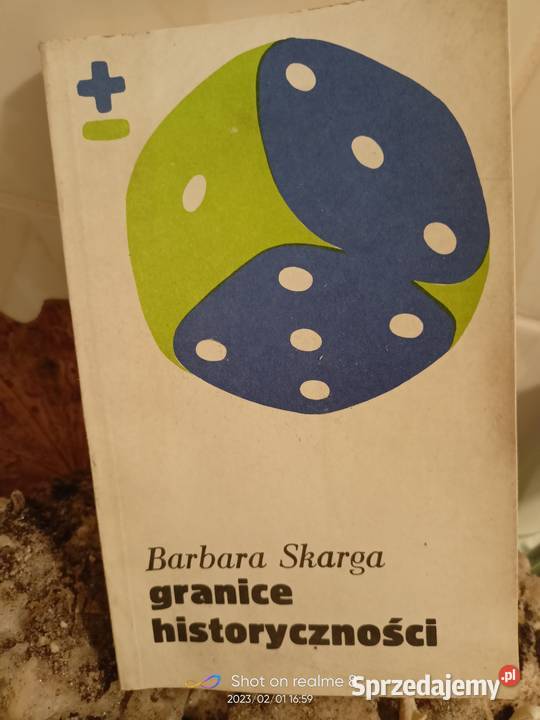 ±
Barbara Skarga
granice
historyczności
Shot on realme 8
2023/02/01 16:59
Sprzedajemy.pl